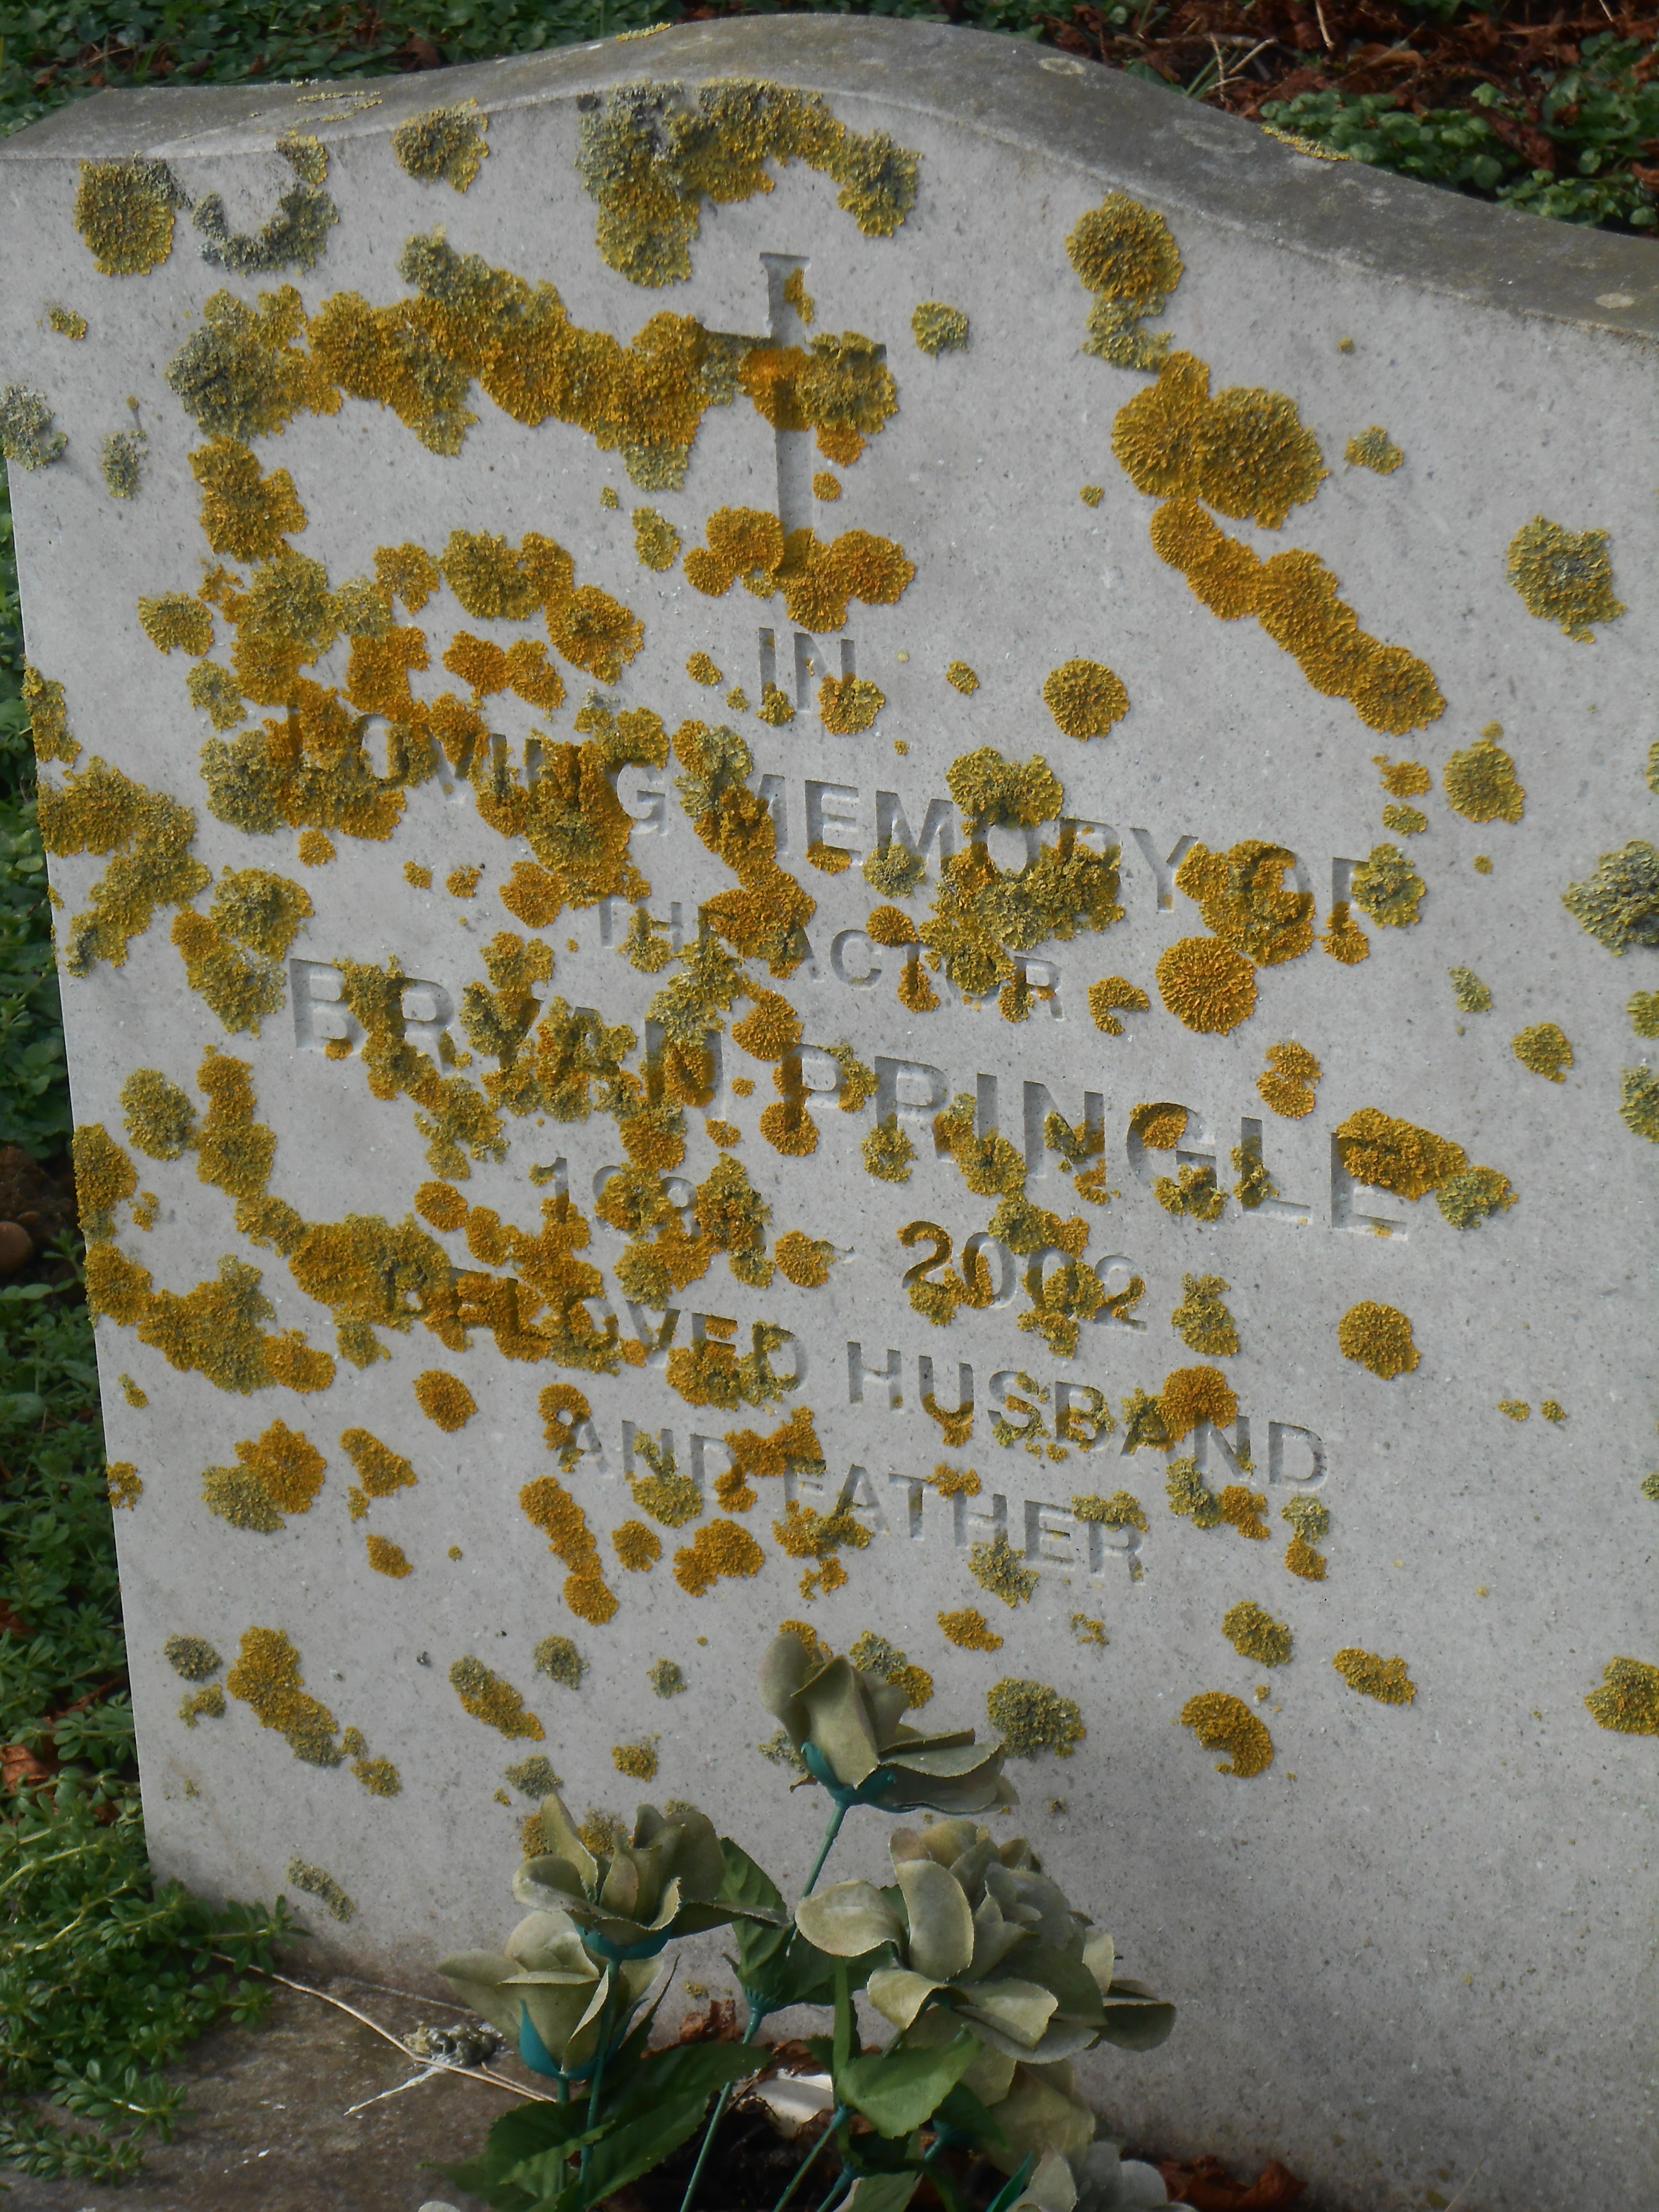 IN
LOVING MEMORY OF
THE ACTOR
BRYAN PRINGLE
- 2002
BELOVED HUSBAND
AND FATHER